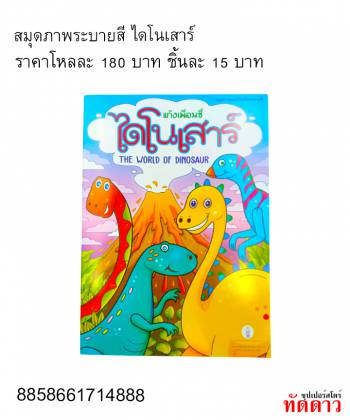 สมุดภาพระบายสี ไดโนเสาร์
ราคาโหลละ 180 บาท ชิ้นละ 15 บาท
แก๊งเพื่อนซี้
ไดโนเสาร์
THE WORLD OF DINOSAUR
8858661714888
ซุปเปอร์สโตร์
ทัดดาว